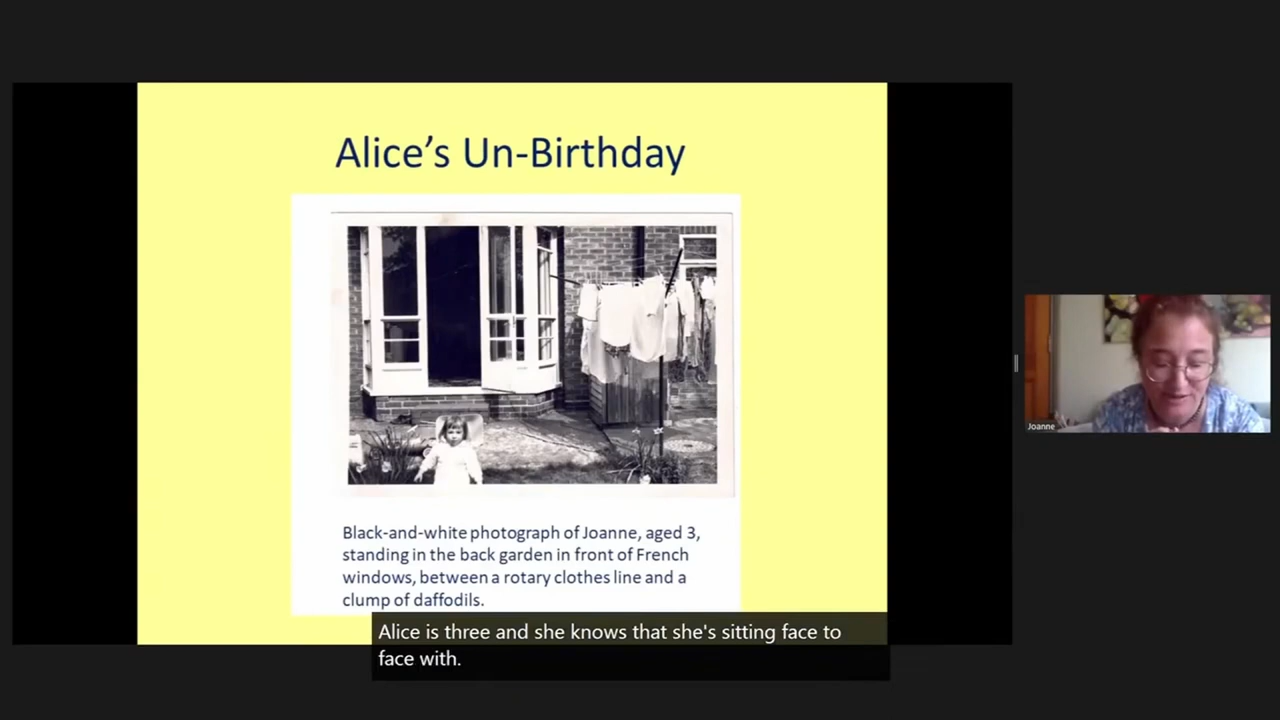 Alice’s Un-Birthday
Black-and-white photograph of Joanne, aged 3,
standing in the back garden in front of French
windows, between a rotary clothes line and a
clump of daffodils.
Alice is three and she knows that she's sitting face to
face with.
Joanne